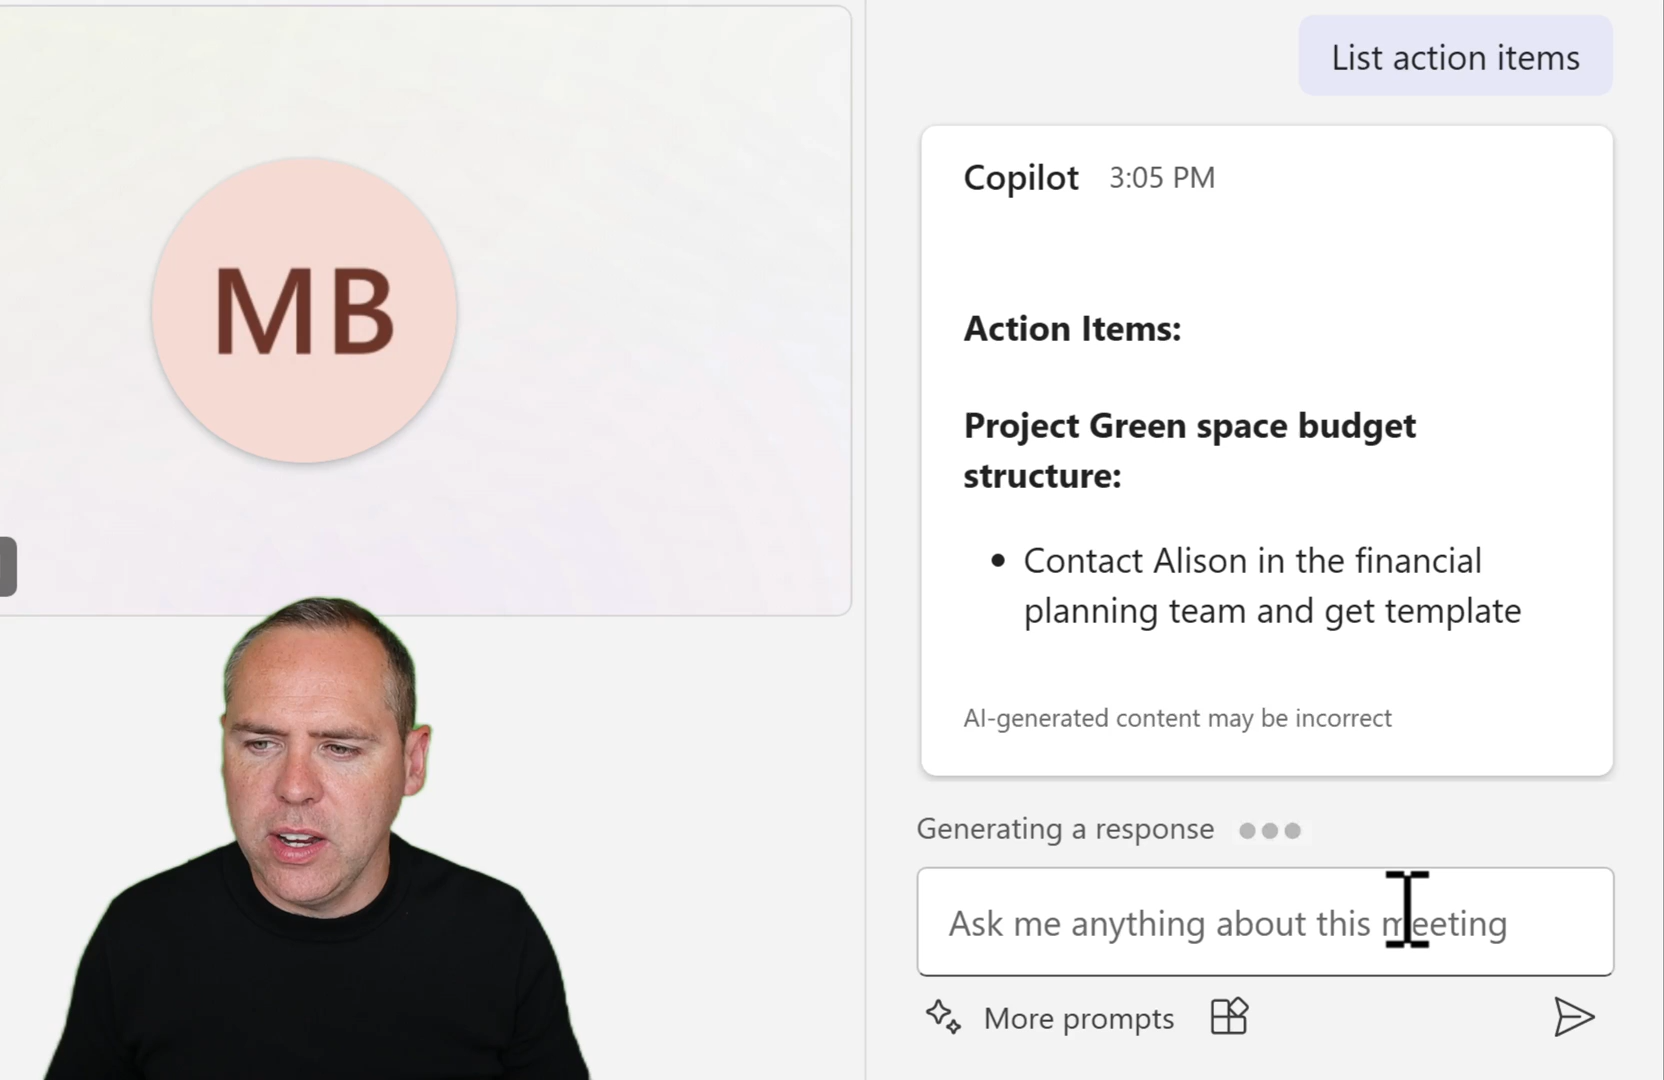 List action items
Copilot 3:05 PM
MB
Action Items:
Project Green space budget
structure:
• Contact Alison in the financial
planning team and get template
AI-generated content may be incorrect
Generating a response
Ask me anything about this meeting
More prompts